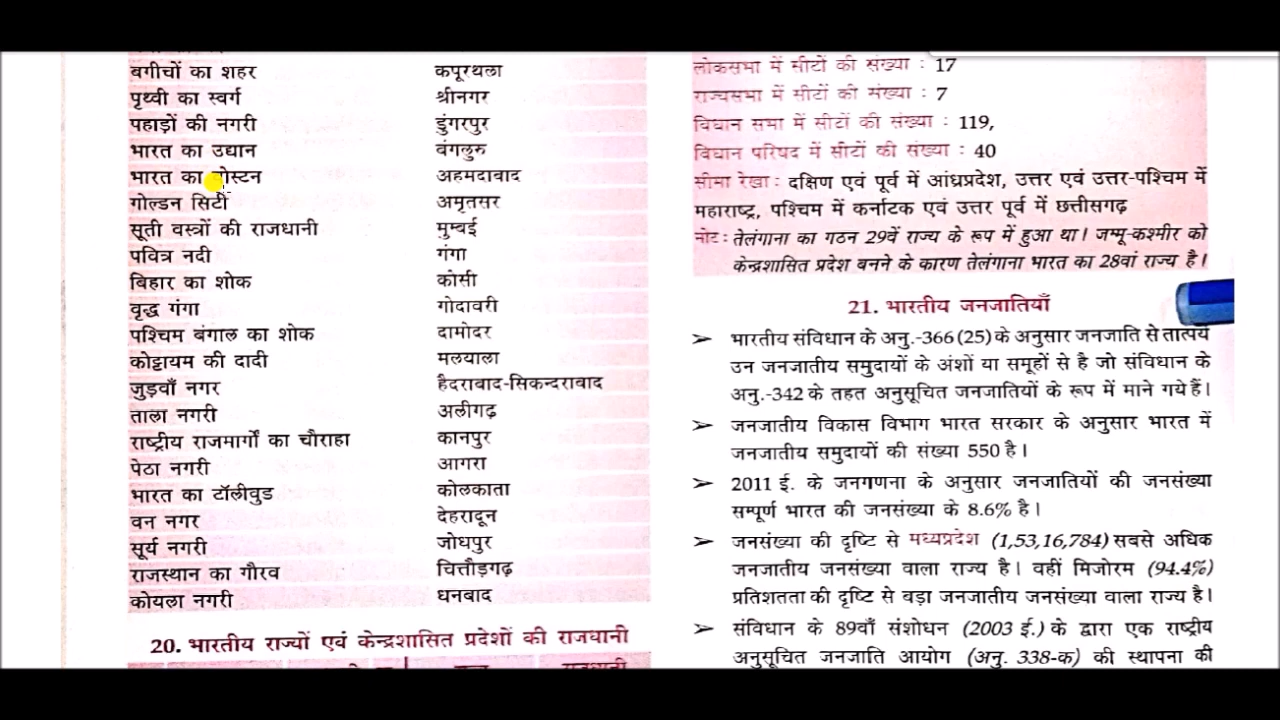 बगीचों का शहर कपूरथला
पृथ्वी का स्वर्ग श्रीनगर
पहाड़ों की नगरी डुंगरपुर
भारत का उद्यान बंगलुरु
भारत का अहमदाबाद
गोल्डन सिटी अमृतसर
सूती वस्त्रों की राजधानी मुम्बई
पवित्र नदी गंगा
बिहार का शोक कोसी
वृद्ध गंगा गोदावरी
पश्चिम बंगाल का शोक दामोदर
कोट्टायम की दादी मलयाला
जुड़वाँ नगर हैदराबाद-सिकन्दराबाद
ताला नगरी अलीगढ़
राष्ट्रीय राजमार्गों का चौराहा कानपुर
पेठा नगरी आगरा
भारत का टॉलीवुड कोलकाता
वन नगर देहरादून
सूर्य नगरी जोधपुर
राजस्थान का गौरव चित्तौड़गढ़
कोयला नगरी धनबाद
20. भारतीय राज्यों एवं केन्द्रशासित प्रदेशों की राजधानी
लोकसभा में सीटों की संख्या : 17
राज्यसभा में सीटों की संख्या : 7
विधान सभा में सीटों की संख्या : 119,
विधान परिषद में सीटों की संख्या : 40
सीमा रेखा : दक्षिण एवं पूर्व में आंध्रप्रदेश, उत्तर एवं उत्तर-पश्चिम में
महाराष्ट्र, पश्चिम में कर्नाटक एवं उत्तर पूर्व में छत्तीसगढ़
नोट : तेलंगाना का गठन 29वें राज्य के रूप में हुआ था। जम्मू-कश्मीर को
केन्द्रशासित प्रदेश बनने के कारण तेलंगाना भारत का 28वां राज्य है।
21. भारतीय जनजातियाँ
➢ भारतीय संविधान के अनु.-366 (25) के अनुसार जनजाति से तात्पर्य
उन जनजातीय समुदायों के अंशों या समूहों से है जो संविधान के
अनु.-342 के तहत अनुसूचित जनजातियों के रूप में माने गये हैं।
➢ जनजातीय विकास विभाग भारत सरकार के अनुसार भारत में
जनजातीय समुदायों की संख्या 550 है।
➢ 2011 ई. के जनगणना के अनुसार जनजातियों की जनसंख्या
सम्पूर्ण भारत की जनसंख्या के 8.6% है।
➢ जनसंख्या की दृष्टि से मध्यप्रदेश (1,53,16,784) सबसे अधिक
जनजातीय जनसंख्या वाला राज्य है। वहीं मिजोरम (94.4%)
प्रतिशतता की दृष्टि से बड़ा जनजातीय जनसंख्या वाला राज्य है।
➢ संविधान के 89वाँ संशोधन (2003 ई.) के द्वारा एक राष्ट्रीय
अनुसूचित जनजाति आयोग (अनु. 338-क) की स्थापना की